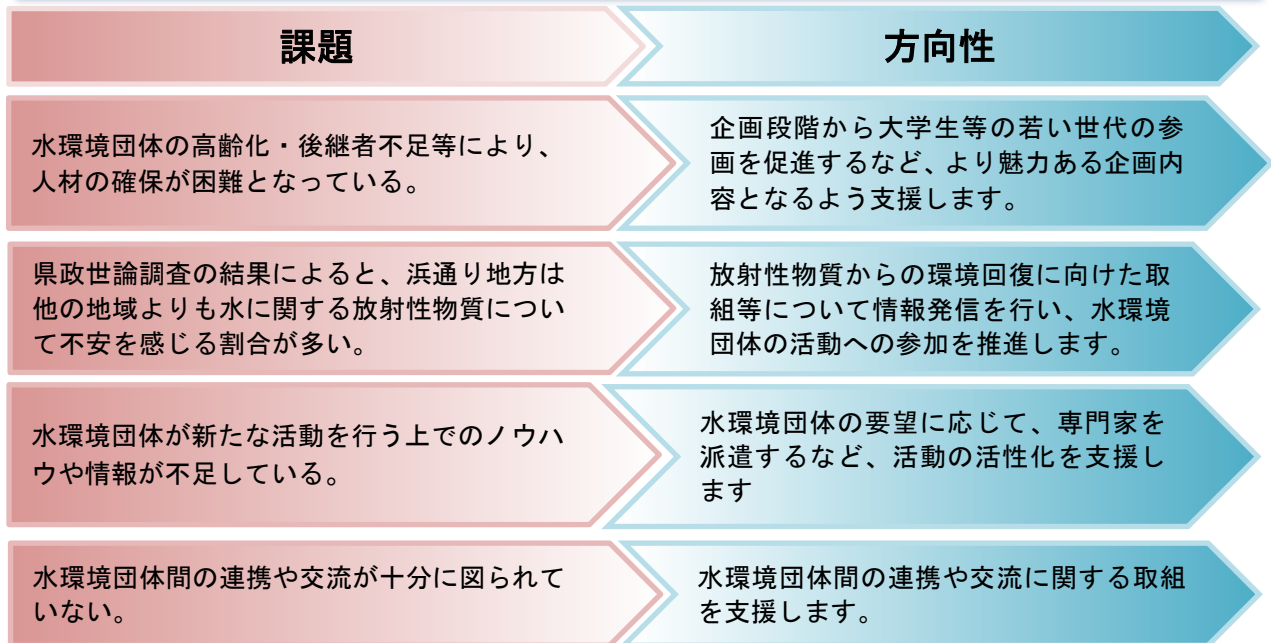 課題
方向性
水環境団体の高齢化・後継者不足等により、
人材の確保が困難となっている。
企画段階から大学生等の若い世代の参
画を促進するなど、より魅力ある企画内
容となるよう支援します。
県政世論調査の結果によると、浜通り地方は
他の地域よりも水に関する放射性物質につい
て不安を感じる割合が多い。
放射性物質からの環境回復に向けた取
組等について情報発信を行い、水環境
団体の活動への参加を推進します。
水環境団体が新たな活動を行う上でのノウハ
ウや情報が不足している。
水環境団体の要望に応じて、専門家を
派遣するなど、活動の活性化を支援し
ます
水環境団体間の連携や交流が十分に図られて
いない。
水環境団体間の連携や交流に関する取組
を支援します。